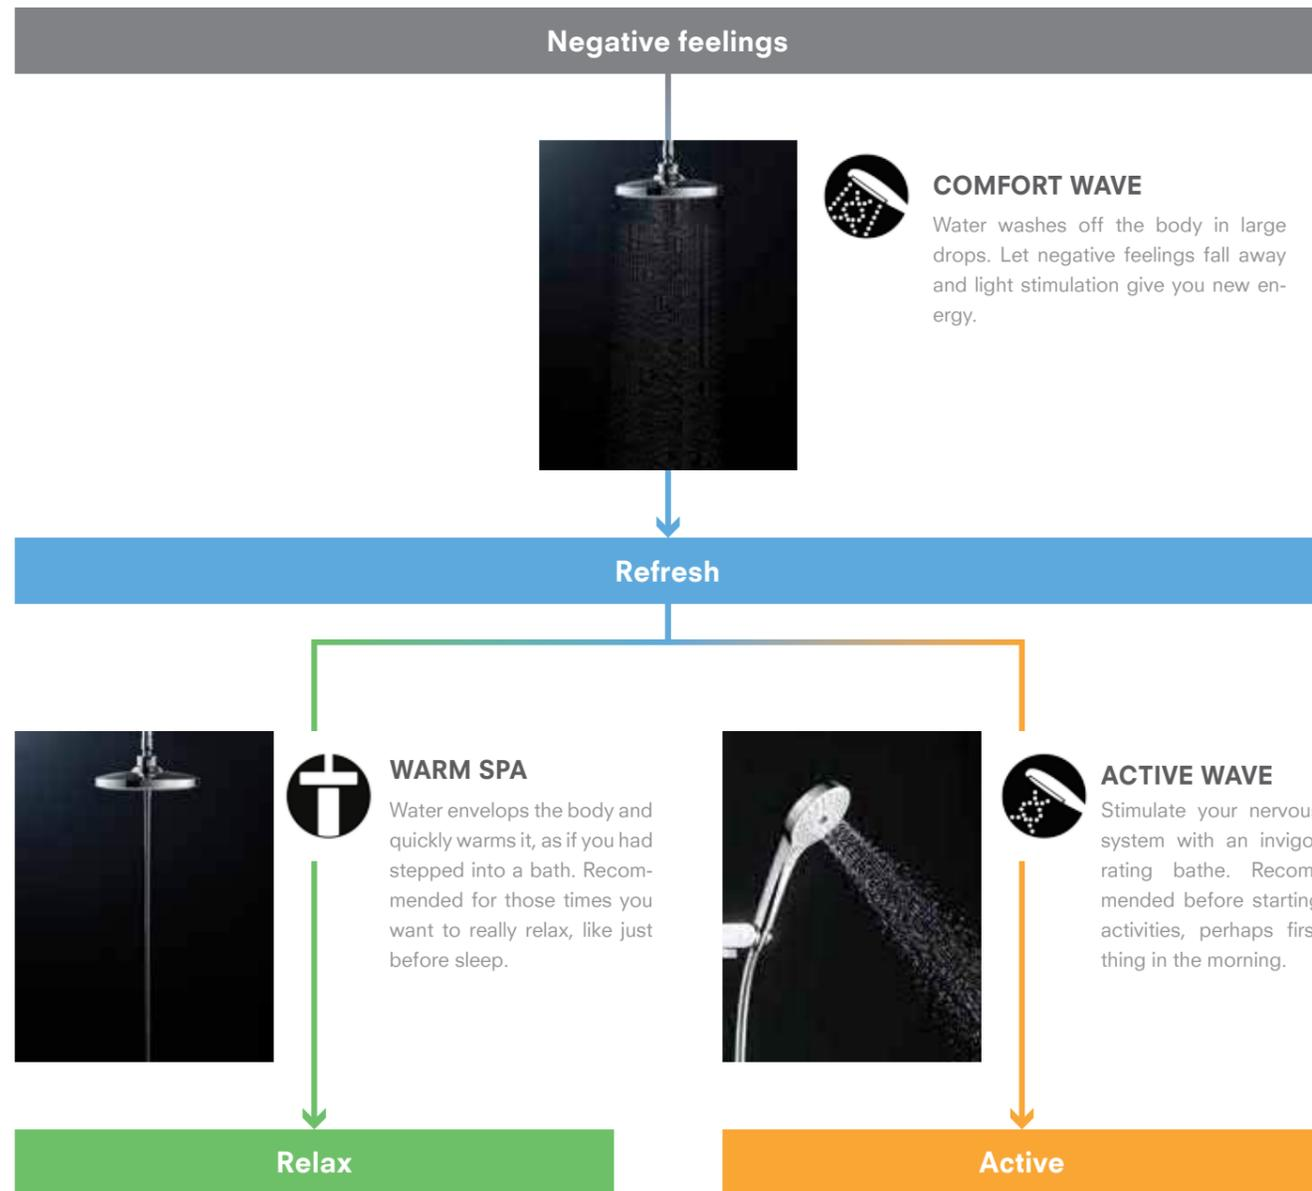 Negative feelings
COMFORT WAVE
Water washes off the body in large
drops. Let negative feelings fall away
and light stimulation give you new en-
ergy.
Refresh
WARM SPA
Water envelops the body and
quickly warms it, as if you had
stepped into a bath. Recom-
mended for those times you
want to really relax, like just
before sleep.
ACTIVE WAVE
Stimulate your nervou
system with an invigo
rating bathe. Recom
mended before starting
activities, perhaps firs
thing in the morning.
Relax
Active